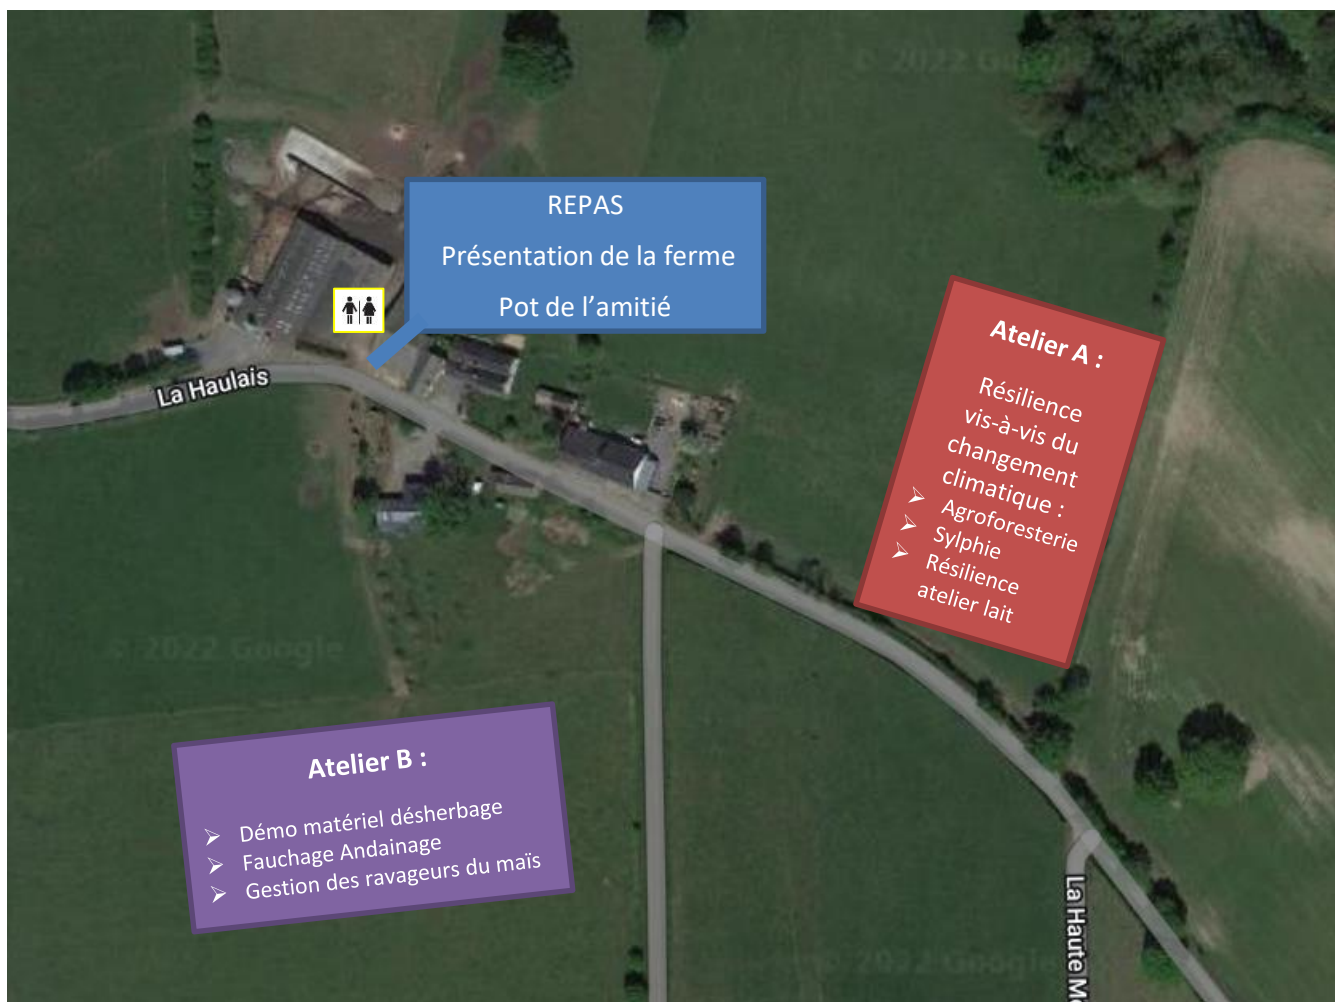 © 2022 Google
REPAS
Présentation de la ferme
Pot de l’amitié
La Haulais
Atelier A :
Résilience
vis-à-vis du
changement
climatique :
➢ Agroforesterie
➢ Sylphie
➢ Résilience
atelier lait
© 2022 Google
Atelier B :
➢ Démo matériel désherbage
➢ Fauchage Andainage
➢ Gestion des ravageurs du maïs
La Haute
2022 Google